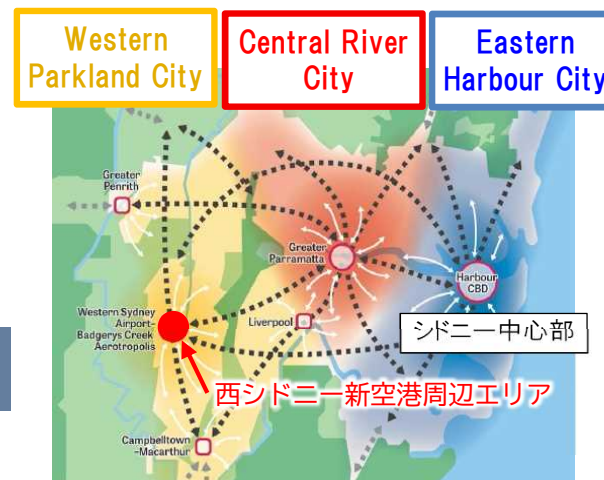 Western
Parkland City
Central River
City
Eastern
Harbour City
Greater
Penrith
Greater
Parramatta
Harbour
CBD
Western Sydney
Airport-
Badgerys Creek
Aerotropolis
Liverpool
シドニー中心部
西シドニー新空港周辺エリア
Campbelltown
-Macarthur